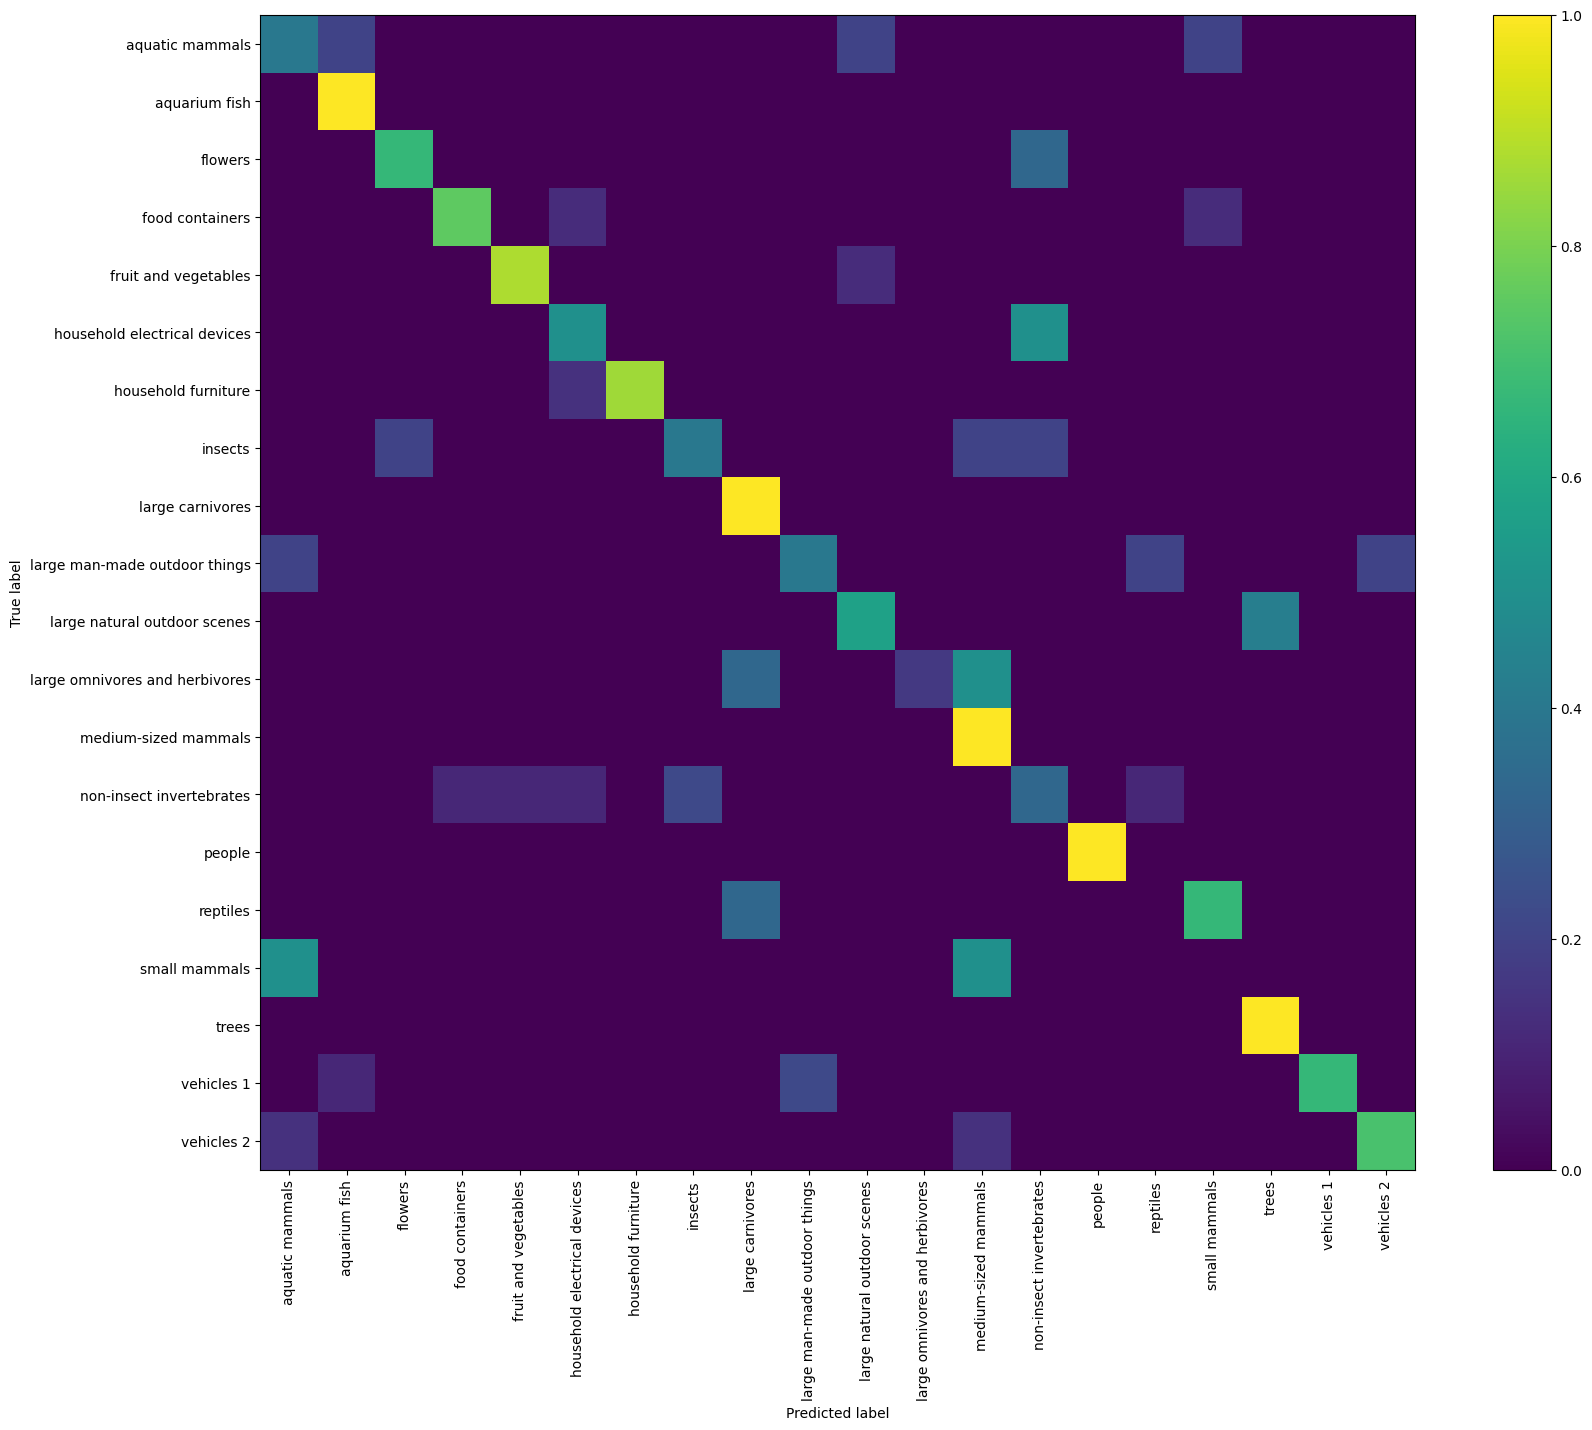 True label
aquatic mammals
aquarium fish
flowers
food containers
fruit and vegetables
household electrical devices
household furniture
insects
large carnivores
large man-made outdoor things
large natural outdoor scenes
large omnivores and herbivores
medium-sized mammals
non-insect invertebrates
people
reptiles
small mammals
trees
vehicles 1
vehicles 2
aquatic mammals
aquarium fish
flowers
food containers
fruit and vegetables
household electrical devices
household furniture
insects
large carnivores
large man-made outdoor things
large natural outdoor scenes
large omnivores and herbivores
medium-sized mammals
non-insect invertebrates
people
reptiles
small mammals
trees
vehicles 1
vehicles 2
Predicted label
1.0
0.8
0.6
0.4
0.2
0.0